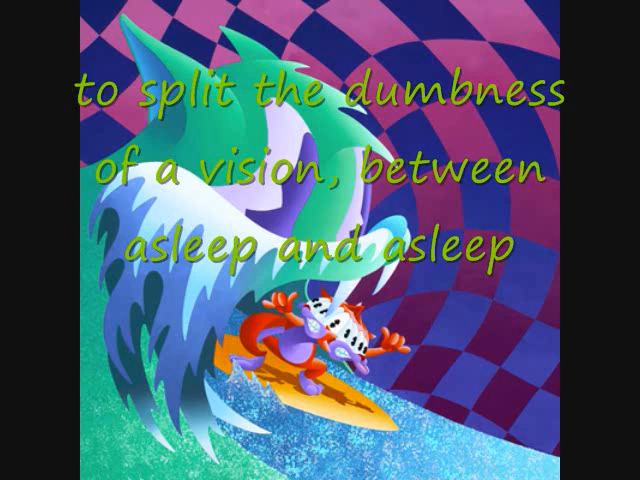 to split the dumbness
of a vision, between
asleep and asleep